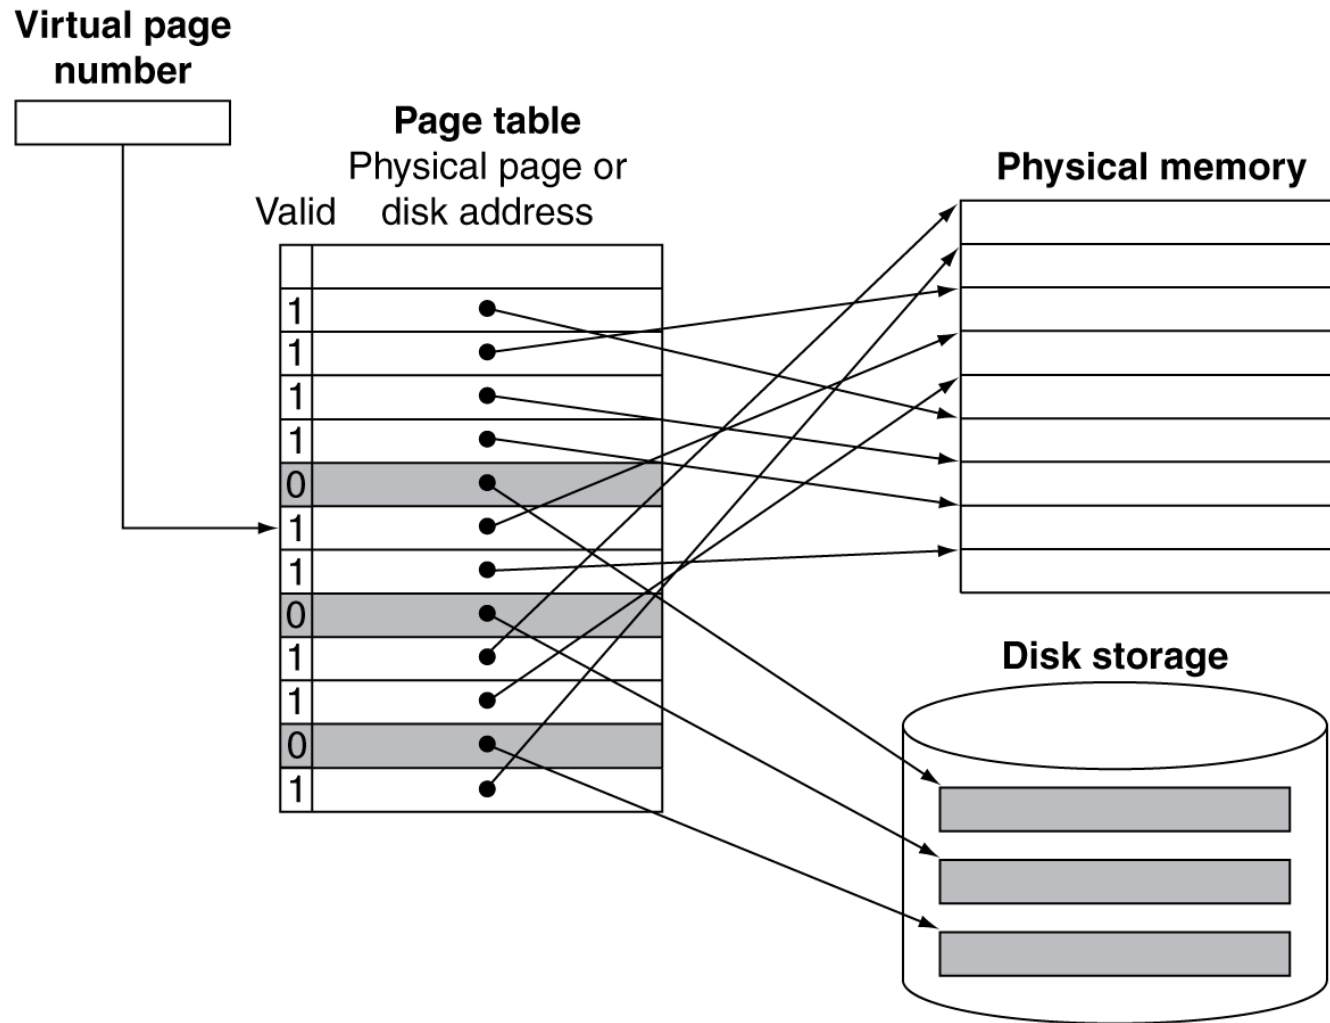 Virtual page
number
Page table
Physical page or
Valid disk address
Physical memory
1
1
1
1
0
1
1
0
1
1
0
1
Disk storage